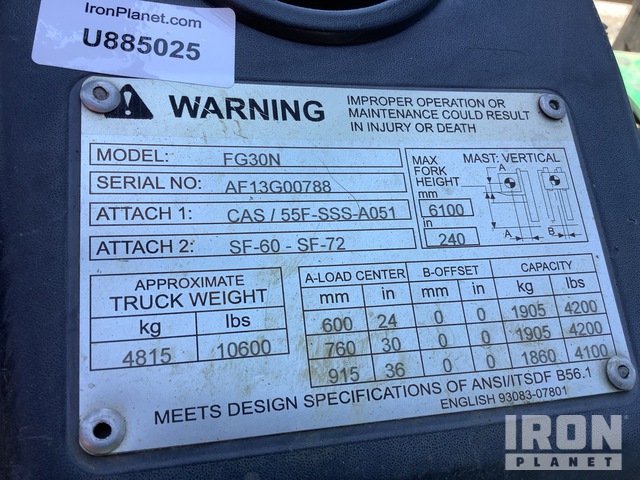 IronPlanet.com
U885025
WARNING
IMPROPER OPERATION OR
MAINTENANCE COULD RESULT
IN INJURY OR DEATH
MODEL: FG30N
SERIAL NO: AF13G00788
ATTACH 1: CAS / 55F-SSS-A051
ATTACH 2: SF-60 - SF-72
MAX
FORK
HEIGHT
mm
6100
in
240
MAST: VERTICAL
A
A
B
APPROXIMATE
TRUCK WEIGHT
kg lbs
4815 10600
A-LOAD CENTER B-OFFSET CAPACITY
mm in mm in kg lbs
600 24 0 0 1905 4200
760 30 0 0 1905 4200
915 36 0 0 1860 4100
MEETS DESIGN SPECIFICATIONS OF ANSI/ITSDF B56.1
ENGLISH 93083-07801
IRON
PLANET